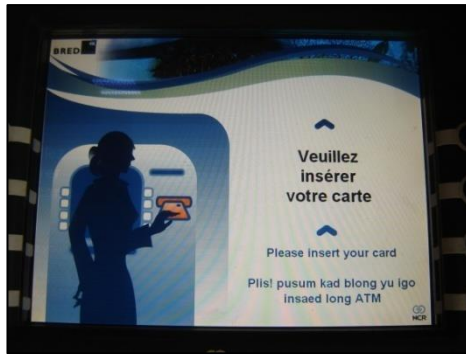 BRED
Veuillez
insérer
votre carte
Please insert your card
Plis! pusum kad blong yu igo
insaed long ATM
NCR